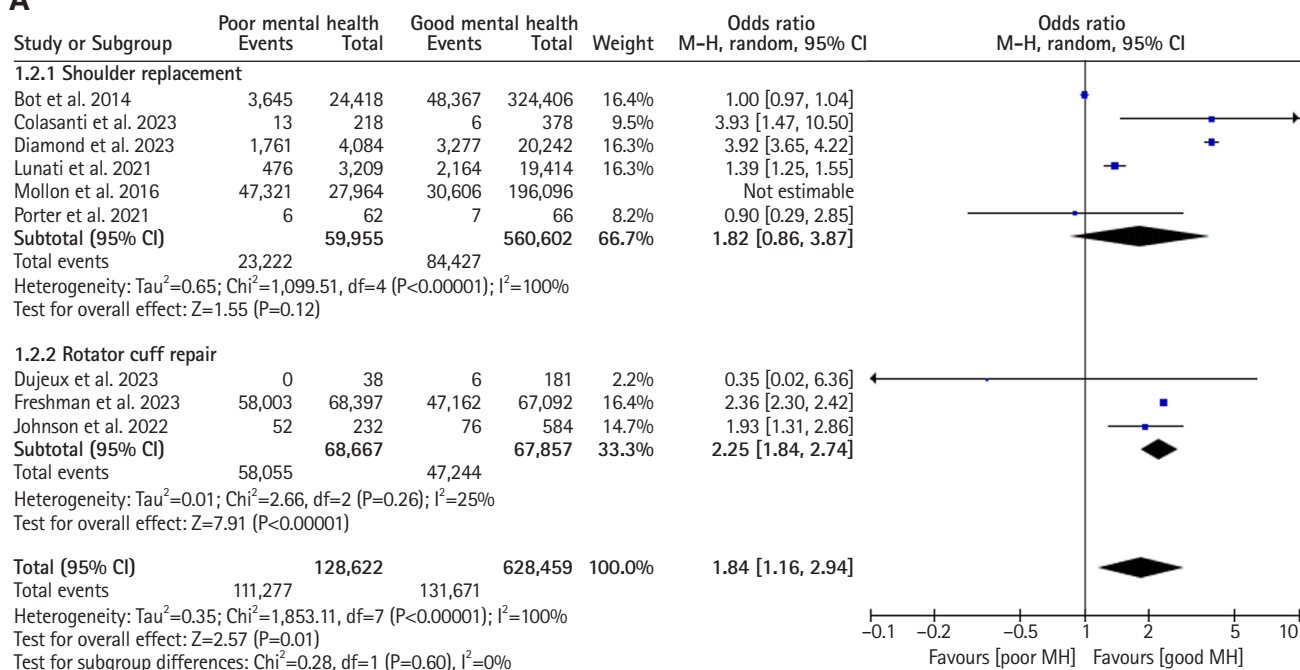 A
Poor mental health Good mental health Odds ratio Odds ratio
Study or Subgroup Events Total Events Total Weight M-H, random, 95% CI M-H, random, 95% CI
1.2.1 Shoulder replacement
Bot et al. 2014 3,645 24,418 48,367 324,406 16.4% 1.00 [0.97, 1.04]
Colasanti et al. 2023 13 218 6 378 9.5% 3.93 [1.47, 10.50]
Diamond et al. 2023 1,761 4,084 3,277 20,242 16.3% 3.92 [3.65, 4.22]
Lunati et al. 2021 476 3,209 2,164 19,414 16.3% 1.39 [1.25, 1.55]
Mollon et al. 2016 47,321 27,964 30,606 196,096 Not estimable
Porter et al. 2021 6 62 7 66 8.2% 0.90 [0.29, 2.85]
Subtotal (95% CI) 59,955 560,602 66.7% 1.82 [0.86, 3.87]
Total events 23,222 84,427
Heterogeneity: Tau²=0.65; Chi²=1,099.51, df=4 (P<0.00001); I²=100%
Test for overall effect: Z=1.55 (P=0.12)
1.2.2 Rotator cuff repair
Dujeux et al. 2023 0 38 6 181 2.2% 0.35 [0.02, 6.36]
Freshman et al. 2023 58,003 68,397 47,162 67,092 16.4% 2.36 [2.30, 2.42]
Johnson et al. 2022 52 232 76 584 14.7% 1.93 [1.31, 2.86]
Subtotal (95% CI) 68,667 67,857 33.3% 2.25 [1.84, 2.74]
Total events 58,055 47,244
Heterogeneity: Tau²=0.01; Chi²=2.66, df=2 (P=0.26); I²=25%
Test for overall effect: Z=7.91 (P<0.00001)
Total (95% CI) 128,622 628,459 100.0% 1.84 [1.16, 2.94]
Total events 111,277 131,671
Heterogeneity: Tau²=0.35; Chi²=1,853.11, df=7 (P<0.00001); I²=100%
Test for overall effect: Z=2.57 (P=0.01)
Test for subgroup differences: Chi²=0.28, df=1 (P=0.60), I²=0%
−0.1 −0.2 −0.5 1 2 5 10
Favours [poor MH] Favours [good MH]